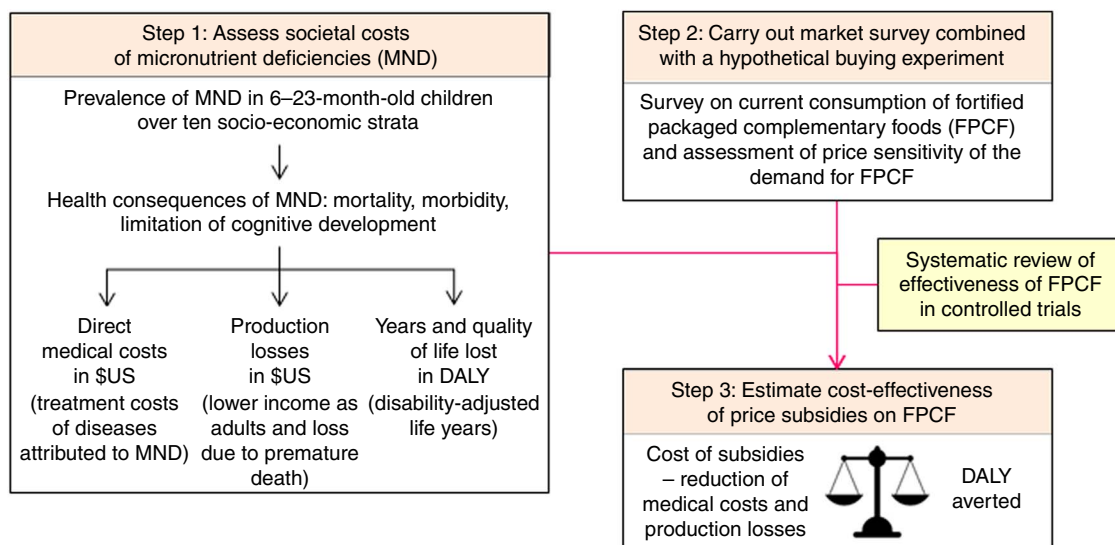 Step 1: Assess societal costs
of micronutrient deficiencies (MND)
Prevalence of MND in 6–23-month-old children
over ten socio-economic strata
Health consequences of MND: mortality, morbidity,
limitation of cognitive development
Direct
medical costs
in $US
(treatment costs
of diseases
attributed to MND)
Production
losses
in $US
(lower income as
adults and loss
due to premature
death)
Years and quality
of life lost
in DALY
(disability-adjusted
life years)
Step 2: Carry out market survey combined
with a hypothetical buying experiment
Survey on current consumption of fortified
packaged complementary foods (FPCF)
and assessment of price sensitivity of the
demand for FPCF
Systematic review of
effectiveness of FPCF
in controlled trials
Step 3: Estimate cost-effectiveness
of price subsidies on FPCF
Cost of subsidies
– reduction of
medical costs and
production losses
DALY
averted